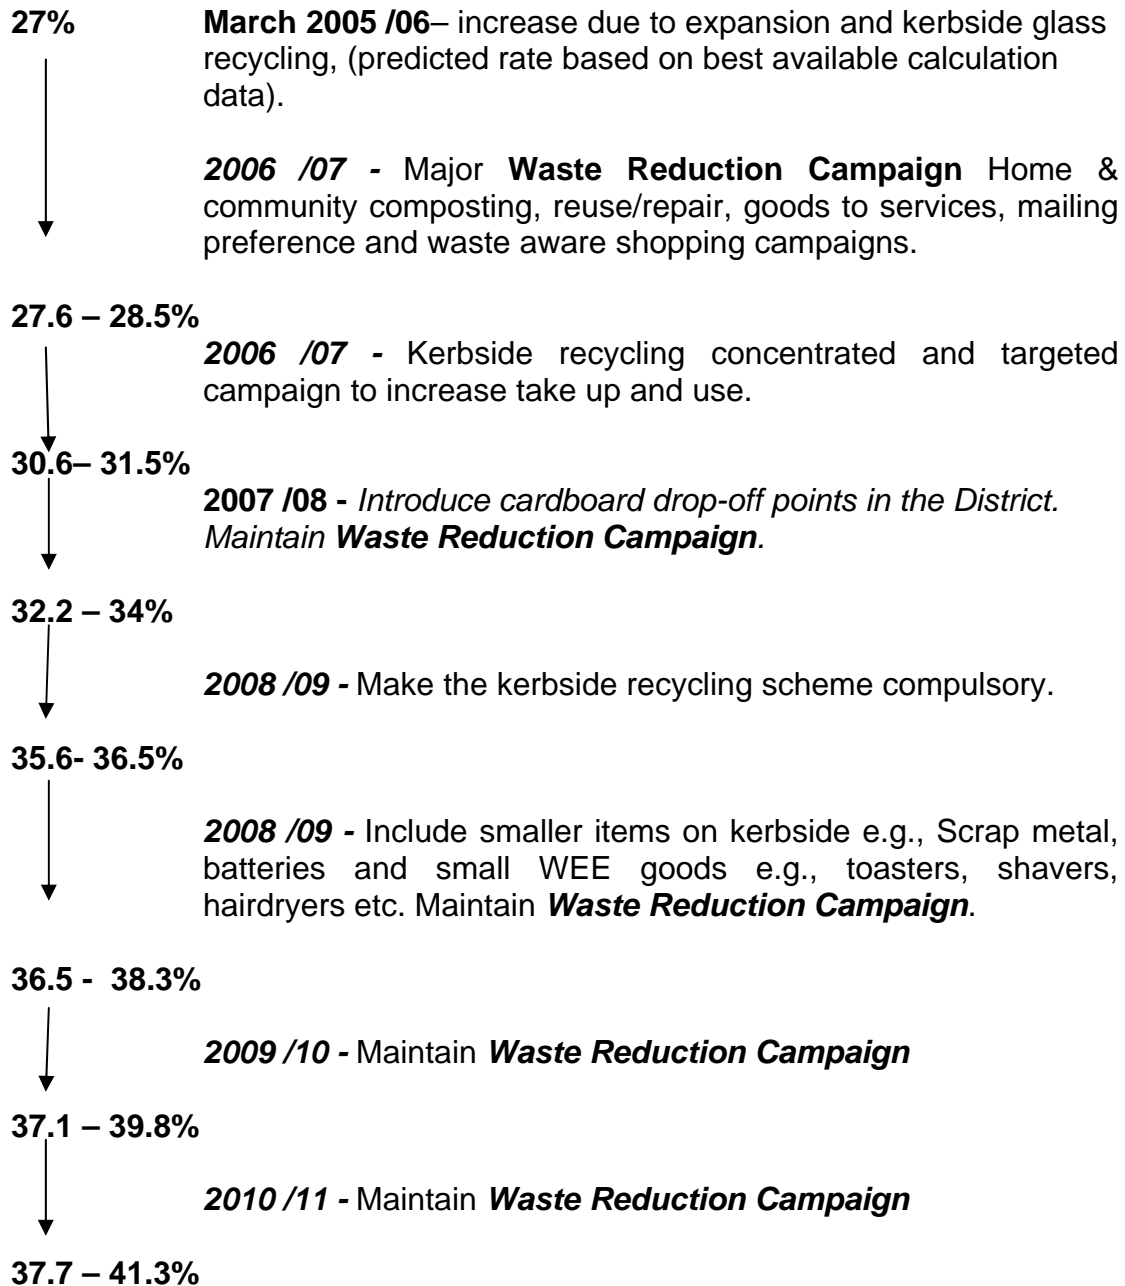 27% March 2005 /06– increase due to expansion and kerbside glass
recycling, (predicted rate based on best available calculation
data).
2006 /07 - Major Waste Reduction Campaign Home &
community composting, reuse/repair, goods to services, mailing
preference and waste aware shopping campaigns.
27.6 – 28.5%
2006 /07 - Kerbside recycling concentrated and targeted
campaign to increase take up and use.
30.6– 31.5%
2007 /08 - Introduce cardboard drop-off points in the District.
Maintain Waste Reduction Campaign.
32.2 – 34%
2008 /09 - Make the kerbside recycling scheme compulsory.
35.6- 36.5%
2008 /09 - Include smaller items on kerbside e.g., Scrap metal,
batteries and small WEE goods e.g., toasters, shavers,
hairdryers etc. Maintain Waste Reduction Campaign.
36.5 - 38.3%
2009 /10 - Maintain Waste Reduction Campaign
37.1 – 39.8%
2010 /11 - Maintain Waste Reduction Campaign
37.7 – 41.3%